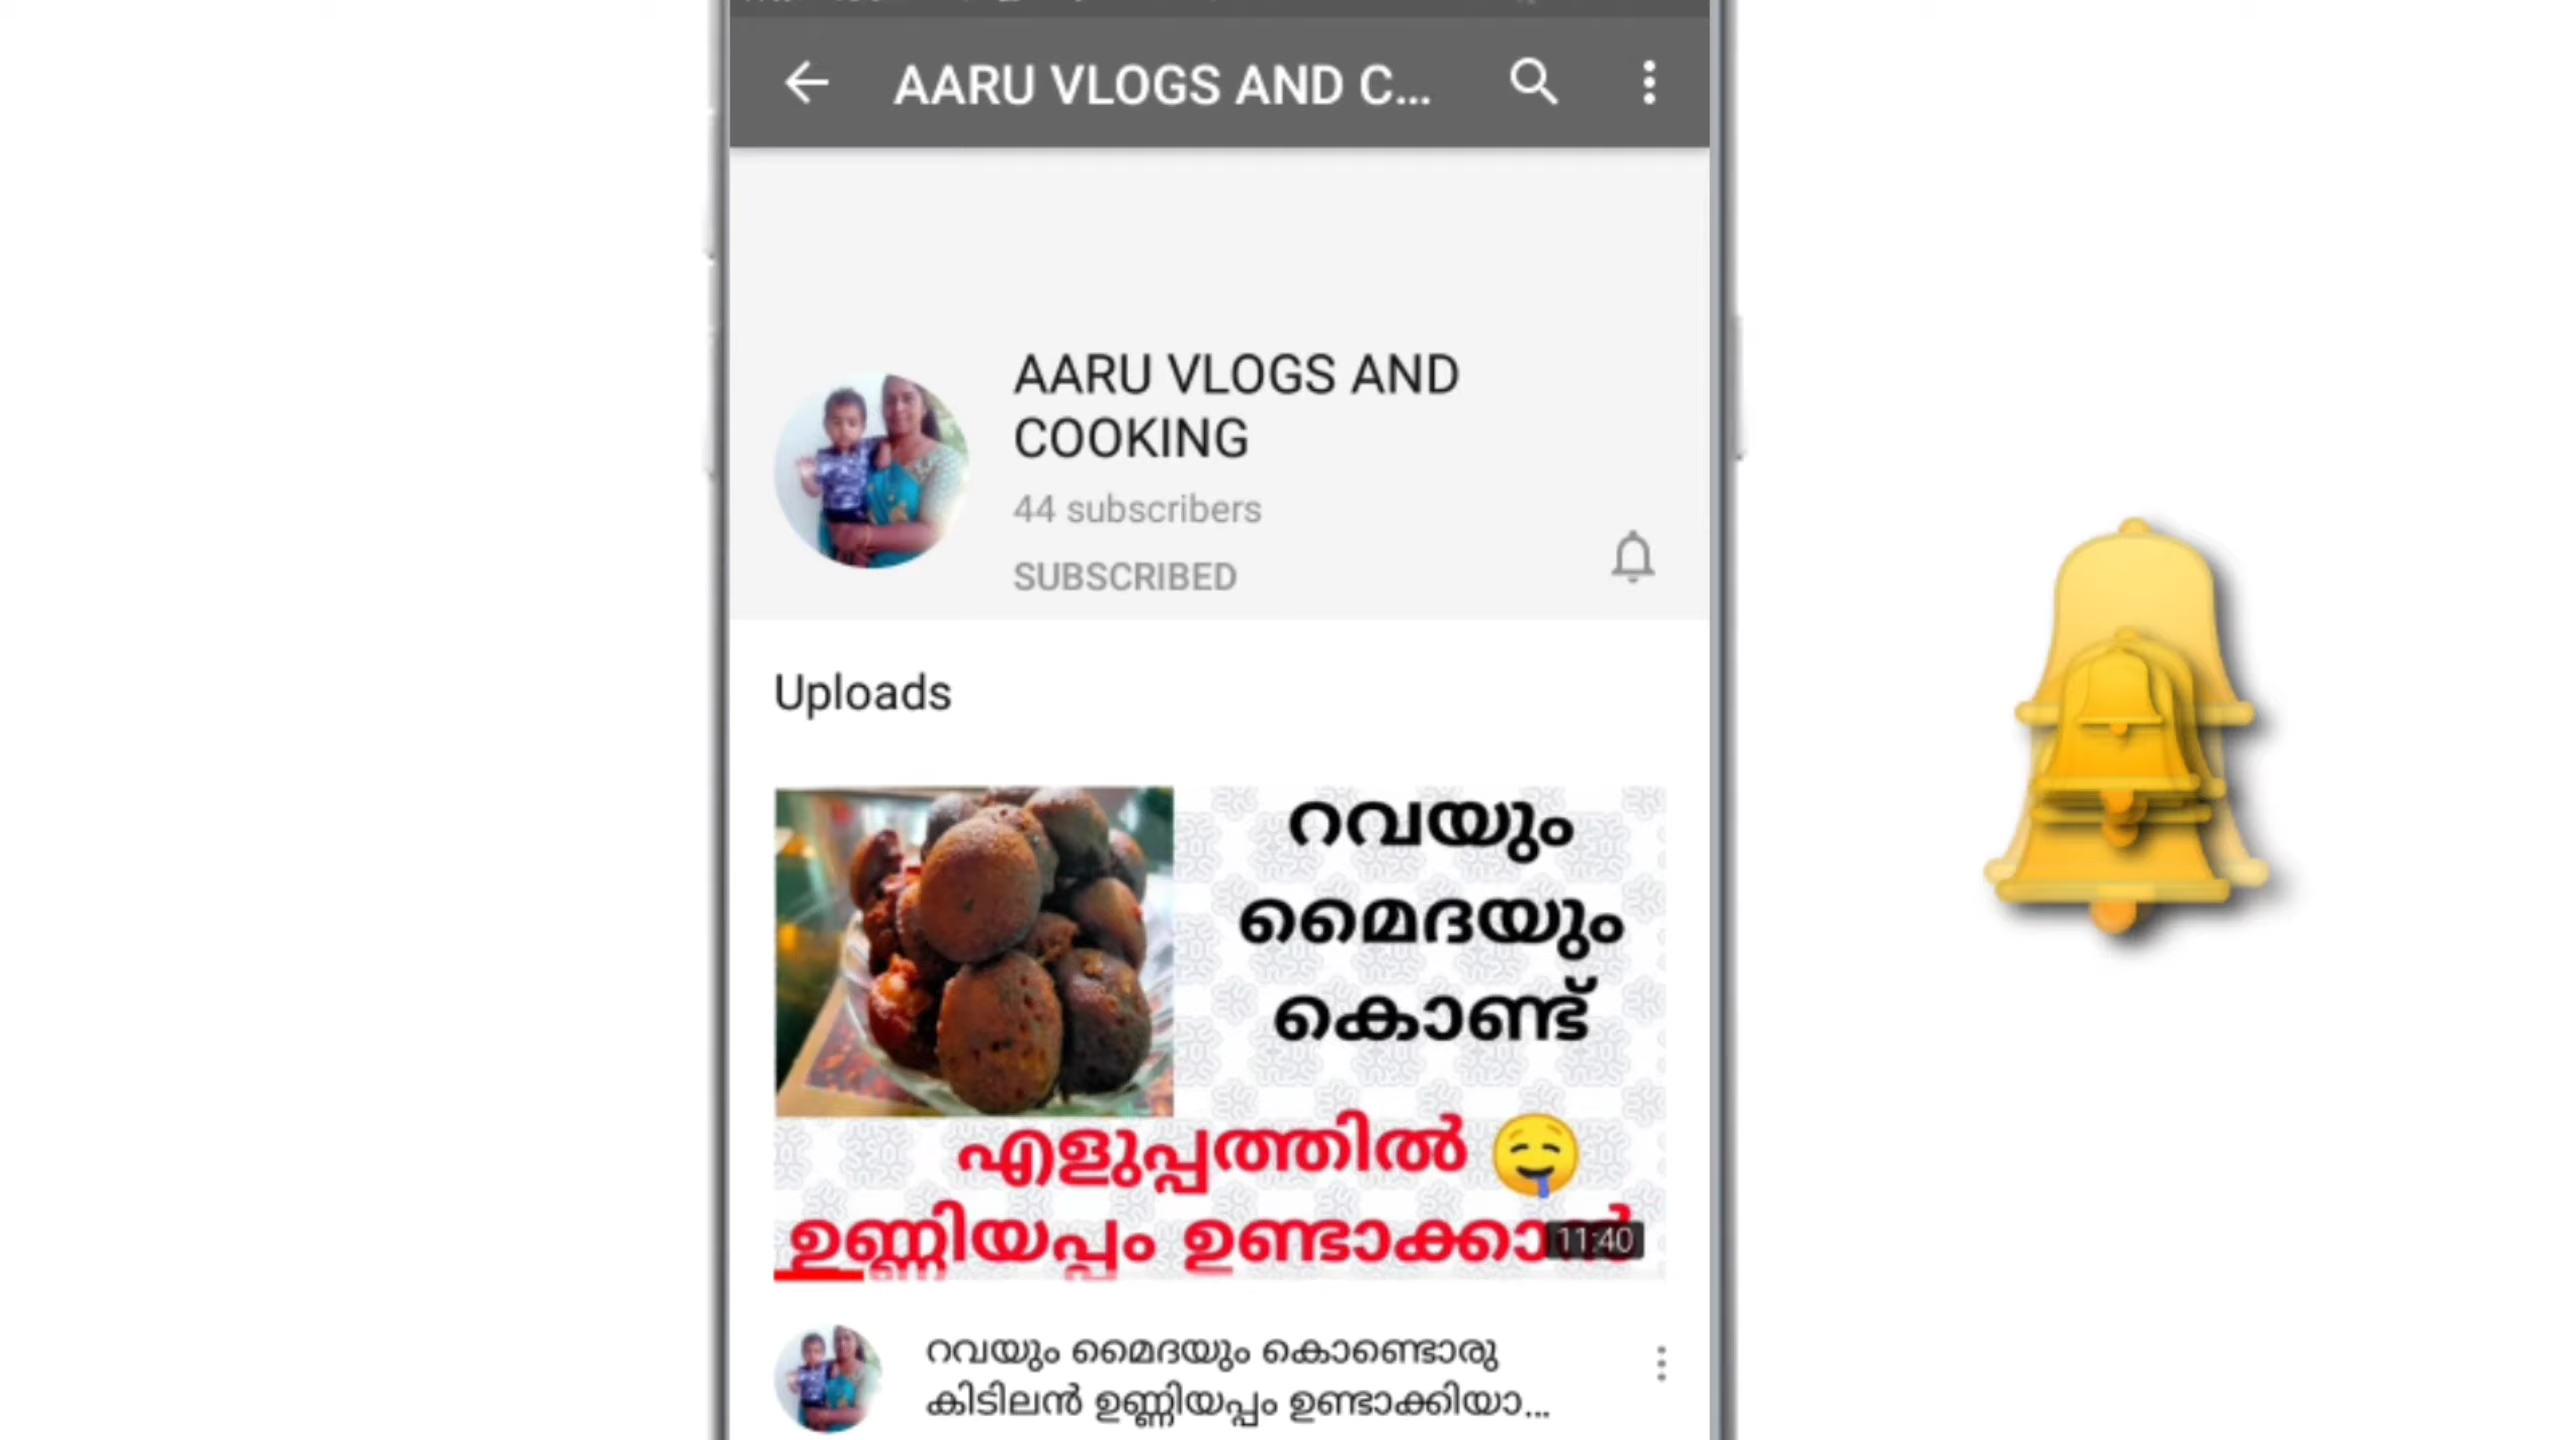 AARU VLOGS AND C...
AARU VLOGS AND
COOKING
44 subscribers
SUBSCRIBED
Uploads
റവയും
മൈദയും
കൊണ്ട്
എളുപ്പത്തിൽ 🤤
ഉണ്ണിയപ്പം ഉണ്ടാക്കാൻ
11:40
റവയും മൈദയും കൊണ്ടൊരു
കിടിലൻ ഉണ്ണിയപ്പം ഉണ്ടാക്കിയാ...